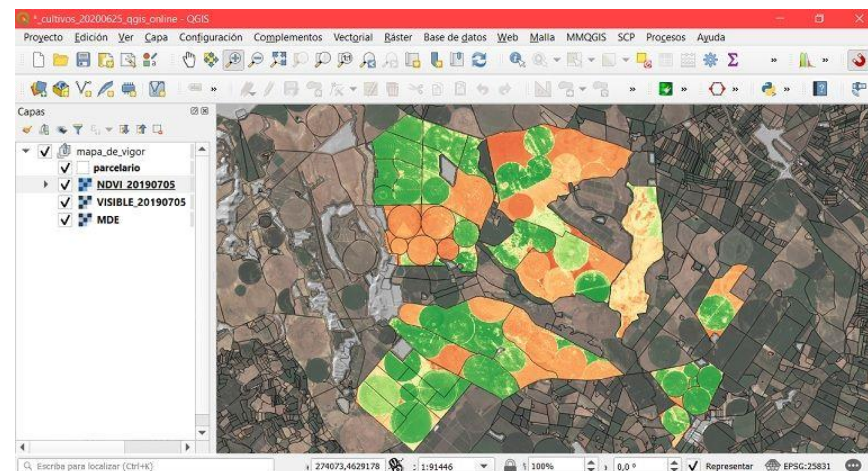 *_cultivos_20200625_qgis_online - QGIS
Proyecto Edición Ver Capa Configuración Complementos Vectorial Ráster Base de datos Web Malla MMQGIS SCP Procesos Ayuda
Capas
mapa_de_vigor
parcelario
NDVI_20190705
VISIBLE_20190705
MDE
Escriba para localizar (Ctrl+K)
274073,4629178 1:91446 100% 0,0 ° Representar EPSG:25831